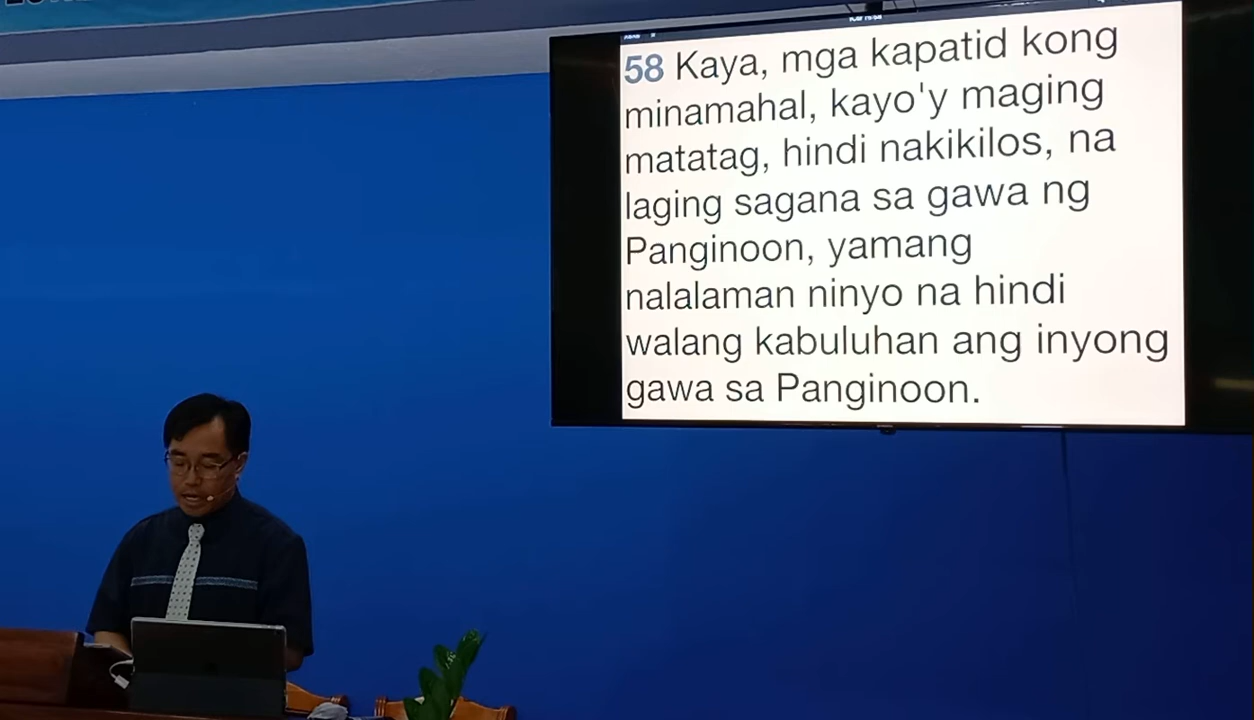 58 Kaya, mga kapatid kong
minamahal, kayo'y maging
matatag, hindi nakikilos, na
laging sagana sa gawa ng
Panginoon, yamang
nalalaman ninyo na hindi
walang kabuluhan ang inyong
gawa sa Panginoon.